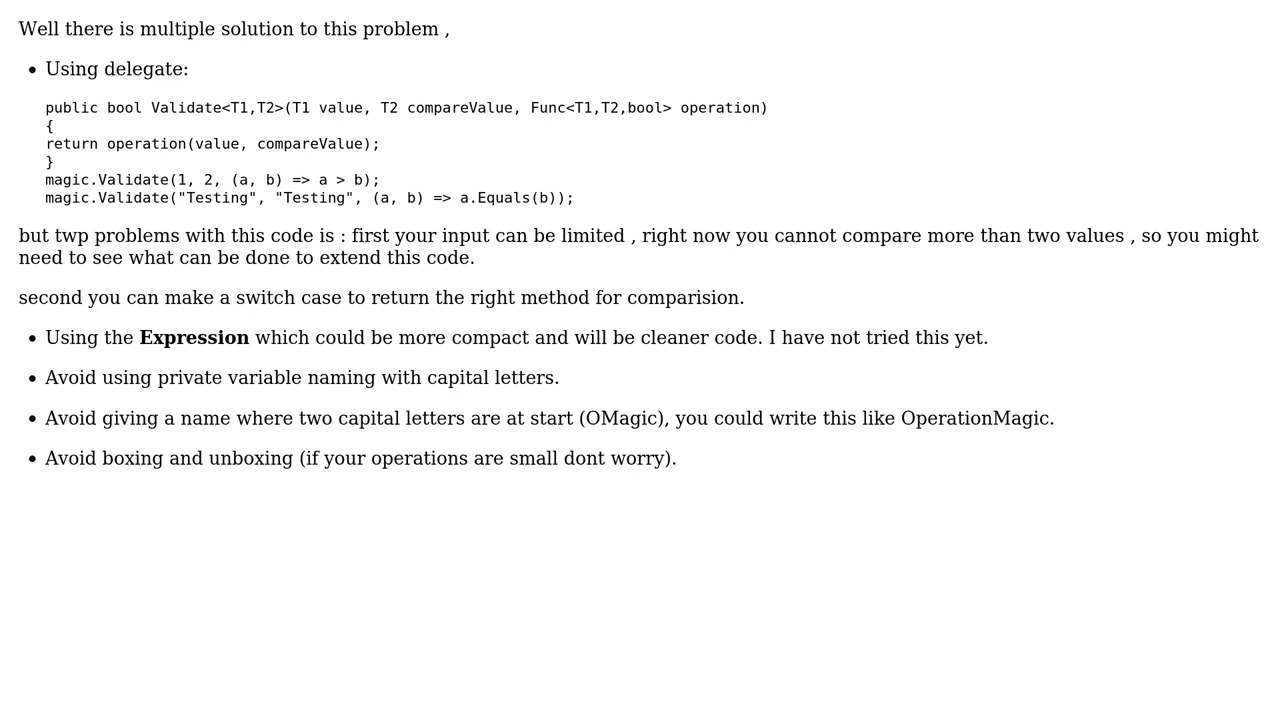 Well there is multiple solution to this problem ,
• Using delegate:
public bool Validate<T1,T2>(T1 value, T2 compareValue, Func<T1,T2,bool> operation)
{
return operation(value, compareValue);
}
magic.Validate(1, 2, (a, b) => a > b);
magic.Validate("Testing", "Testing", (a, b) => a.Equals(b));
but twp problems with this code is : first your input can be limited , right now you cannot compare more than two values , so you might
need to see what can be done to extend this code.
second you can make a switch case to return the right method for comparision.
• Using the Expression which could be more compact and will be cleaner code. I have not tried this yet.
• Avoid using private variable naming with capital letters.
• Avoid giving a name where two capital letters are at start (OMagic), you could write this like OperationMagic.
• Avoid boxing and unboxing (if your operations are small dont worry).